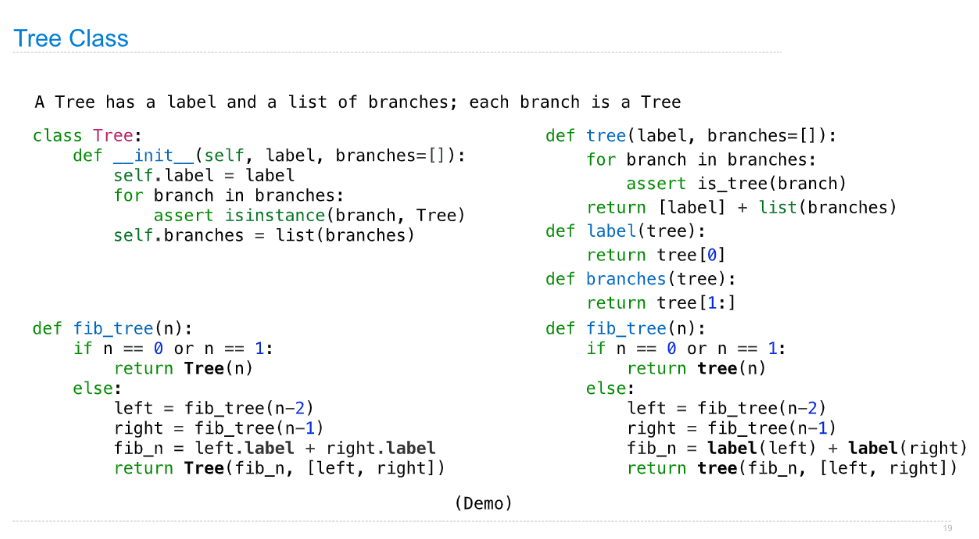 Tree Class
A Tree has a label and a list of branches; each branch is a Tree
class Tree:
    def __init__(self, label, branches=[]):
        self.label = label
        for branch in branches:
            assert isinstance(branch, Tree)
        self.branches = list(branches)
def fib_tree(n):
    if n == 0 or n == 1:
        return Tree(n)
    else:
        left = fib_tree(n-2)
        right = fib_tree(n-1)
        fib_n = left.label + right.label
        return Tree(fib_n, [left, right])
def tree(label, branches=[]):
    for branch in branches:
        assert is_tree(branch)
    return [label] + list(branches)
def label(tree):
    return tree[0]
def branches(tree):
    return tree[1:]
def fib_tree(n):
    if n == 0 or n == 1:
        return tree(n)
    else:
        left = fib_tree(n-2)
        right = fib_tree(n-1)
        fib_n = label(left) + label(right)
        return tree(fib_n, [left, right])
(Demo)
19